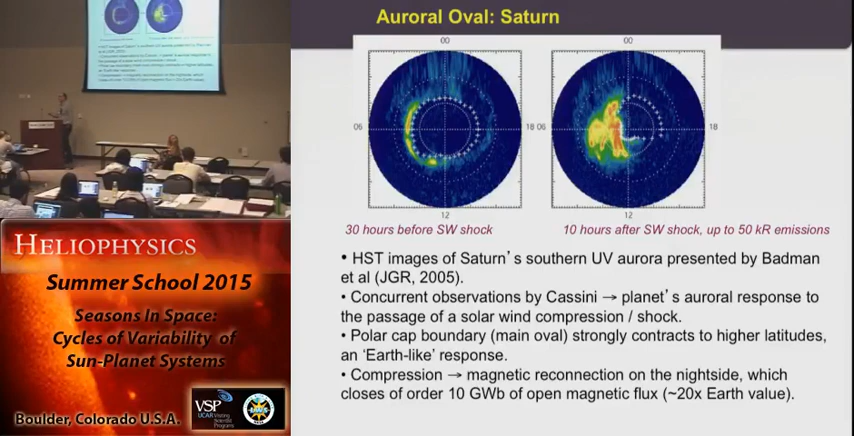 Auroral Oval: Saturn
00
00
06
18
06
18
12
12
30 hours before SW shock
10 hours after SW shock, up to 50 kR emissions
• HST images of Saturn's southern UV aurora presented by Badman
et al (JGR, 2005).
• Concurrent observations by Cassini → planet's auroral response to
the passage of a solar wind compression / shock.
• Polar cap boundary (main oval) strongly contracts to higher latitudes,
an 'Earth-like' response.
• Compression → magnetic reconnection on the nightside, which
closes of order 10 GWb of open magnetic flux (~20x Earth value).
HELIOPHYSICS
Summer School 2015
Seasons In Space:
Cycles of Variability of
Sun-Planet Systems
Boulder, Colorado U.S.A.
VSP
UCAR Visiting
Scientist
Programs